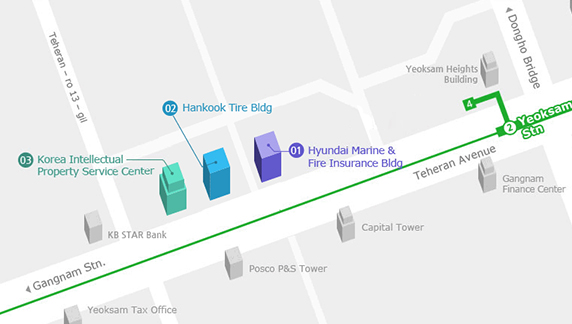 Teheran – ro 13 – gil
Dongho Bridge
Yeoksam Heights
Building
4
2
Yeoksam
Stn
02
Hankook Tire Bldg
01
Hyundai Marine &
Fire Insurance Bldg
03
Korea Intellectual
Property Service Center
Teheran Avenue
Gangnam
Finance Center
KB STAR Bank
Capital Tower
Gangnam Stn.
Posco P&S Tower
Yeoksam Tax Office